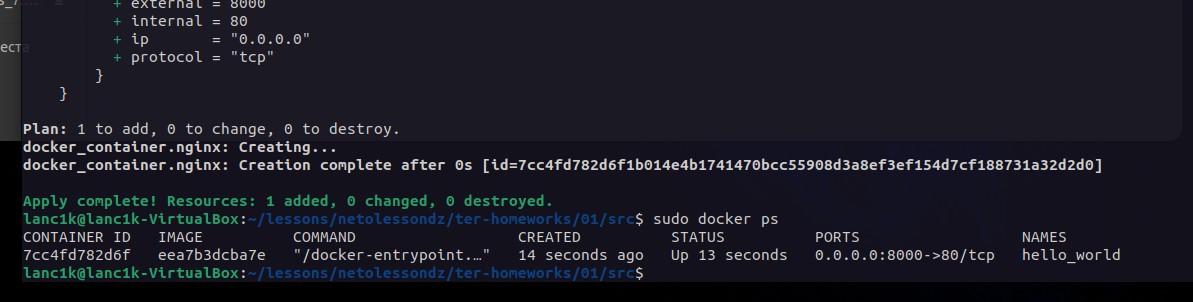 + external = 8000
+ internal = 80
+ ip       = "0.0.0.0"
+ protocol = "tcp"
}
}
Plan: 1 to add, 0 to change, 0 to destroy.
docker_container.nginx: Creating...
docker_container.nginx: Creation complete after 0s [id=7cc4fd782d6f1b014e4b1741470bcc55908d3a8ef3ef154d7cf188731a32d2d0]
Apply complete! Resources: 1 added, 0 changed, 0 destroyed.
lanc1k@lanc1k-VirtualBox:~/lessons/netolessondz/ter-homeworks/01/src$ sudo docker ps
CONTAINER ID   IMAGE          COMMAND                  CREATED          STATUS          PORTS                  NAMES
7cc4fd782d6f   eea7b3dcba7e   "/docker-entrypoint.…"   14 seconds ago   Up 13 seconds   0.0.0.0:8000->80/tcp   hello_world
lanc1k@lanc1k-VirtualBox:~/lessons/netolessondz/ter-homeworks/01/src$